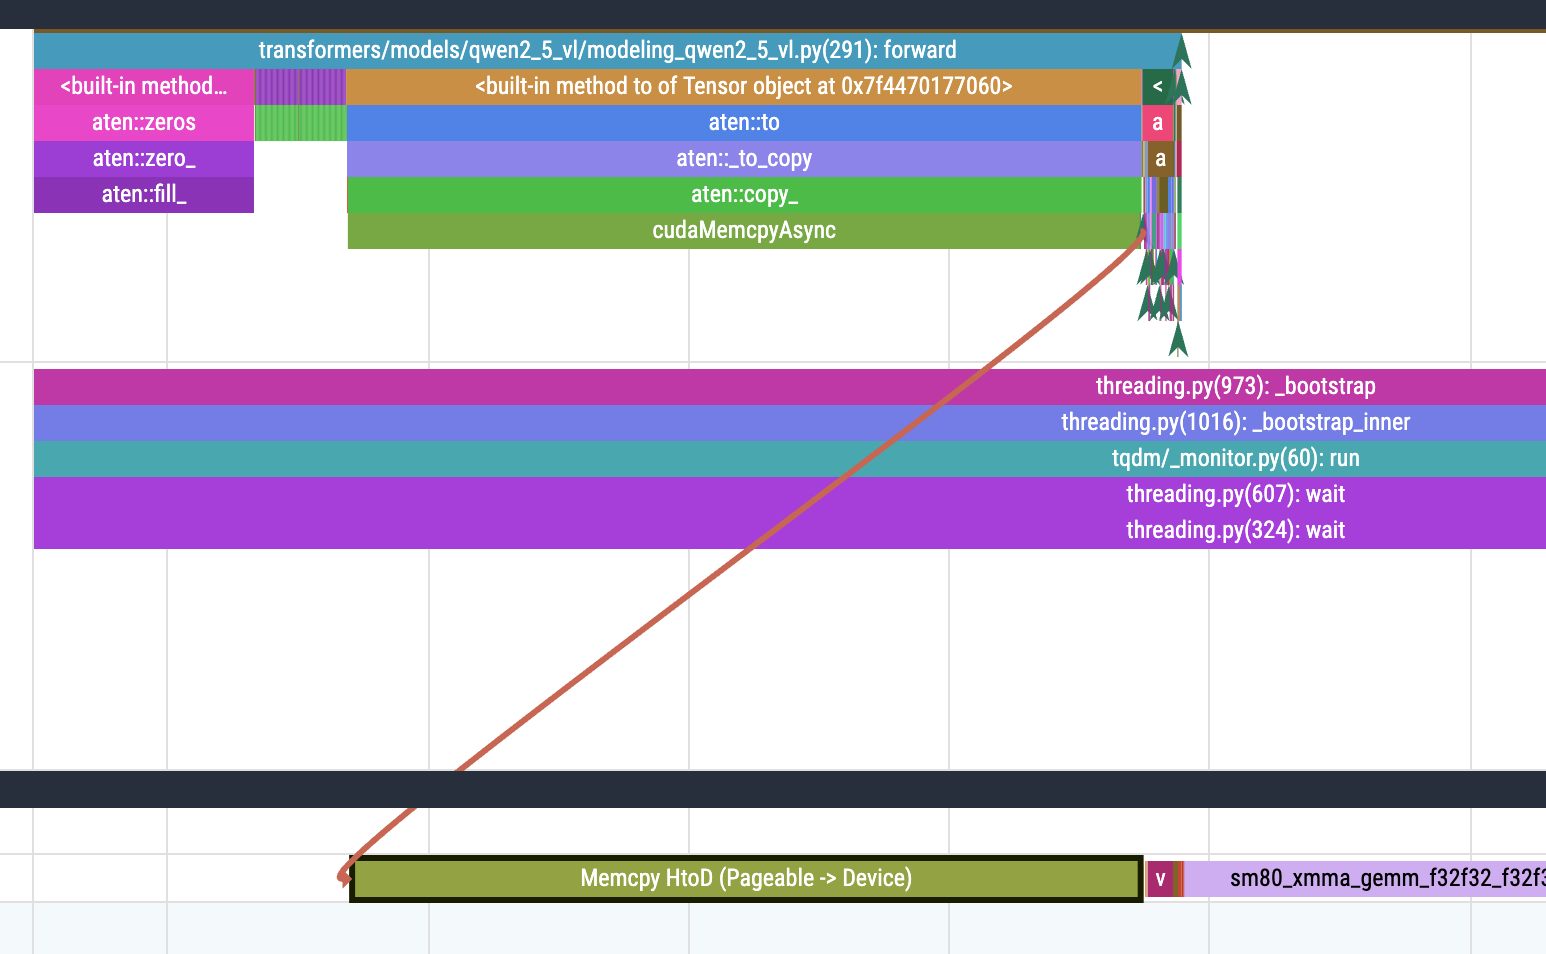 transformers/models/qwen2_5_vl/modeling_qwen2_5_vl.py(291): forward
<built-in method... <built-in method to of Tensor object at 0x7f4470177060> <
aten::zeros aten::to a
aten::zero_ aten::_to_copy a
aten::fill_ aten::copy_
cudaMemcpyAsync
threading.py(973): _bootstrap
threading.py(1016): _bootstrap_inner
tqdm/_monitor.py(60): run
threading.py(607): wait
threading.py(324): wait
Memcpy HtoD (Pageable -> Device) v sm80_xmma_gemm_f32f32_f32f3